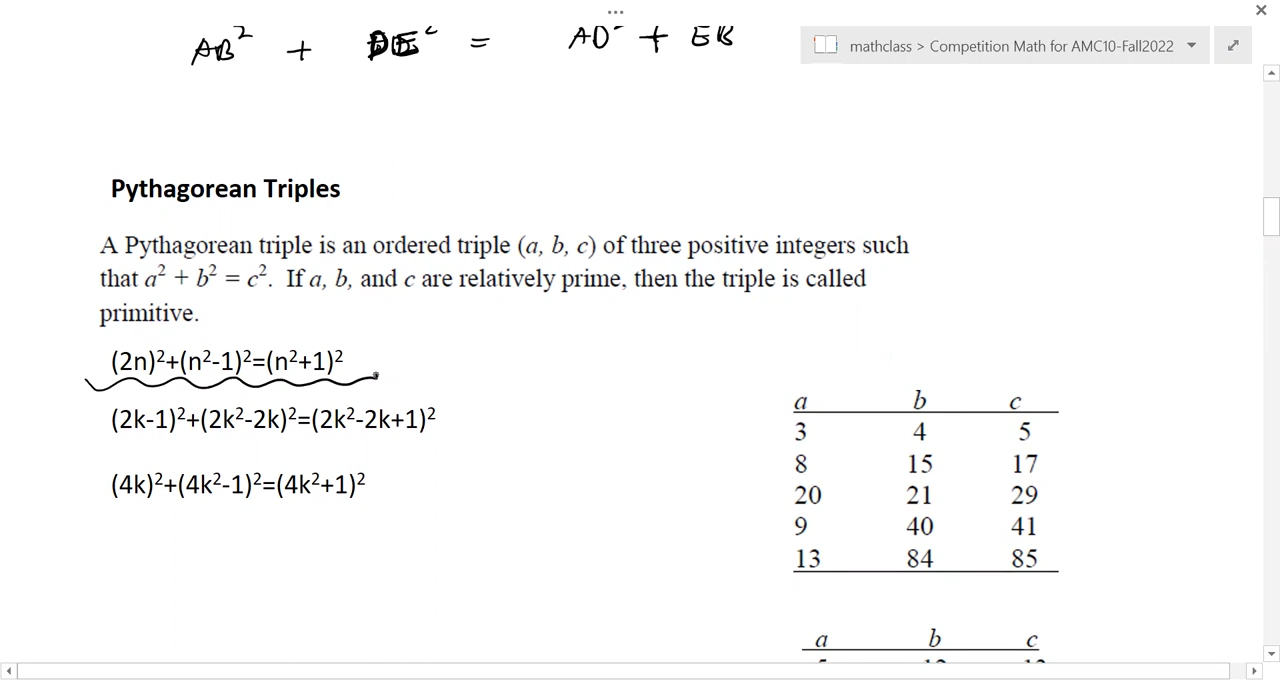 AB² + DE² = AD² + EB
mathclass > Competition Math for AMC10-Fall2022
Pythagorean Triples
A Pythagorean triple is an ordered triple (a, b, c) of three positive integers such
that a² + b² = c². If a, b, and c are relatively prime, then the triple is called
primitive.
(2n)²+(n²-1)²=(n²+1)²
(2k-1)²+(2k²-2k)²=(2k²-2k+1)²
(4k)²+(4k²-1)²=(4k²+1)²
a b c
3 4 5
8 15 17
20 21 29
9 40 41
13 84 85
a b c